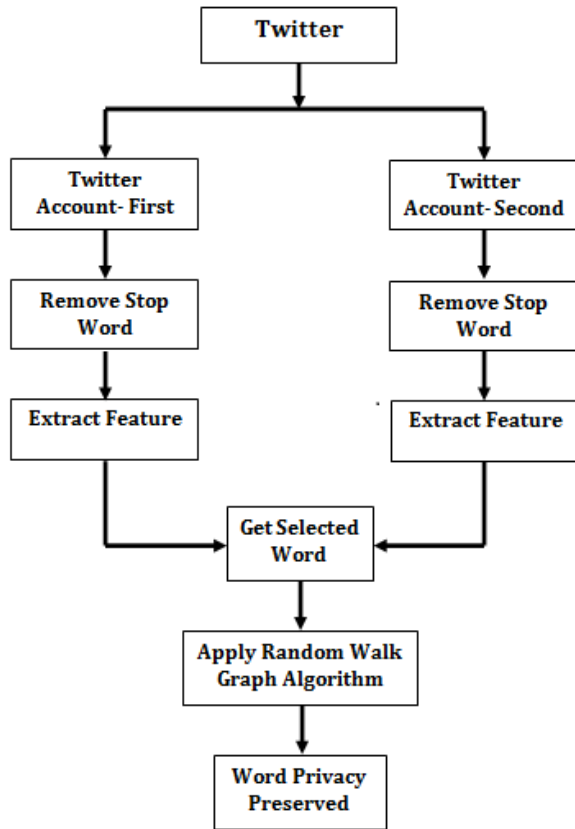 Twitter
Twitter
Account- First
Twitter
Account- Second
Remove Stop
Word
Remove Stop
Word
Extract Feature
Extract Feature
Get Selected
Word
Apply Random Walk
Graph Algorithm
Word Privacy
Preserved